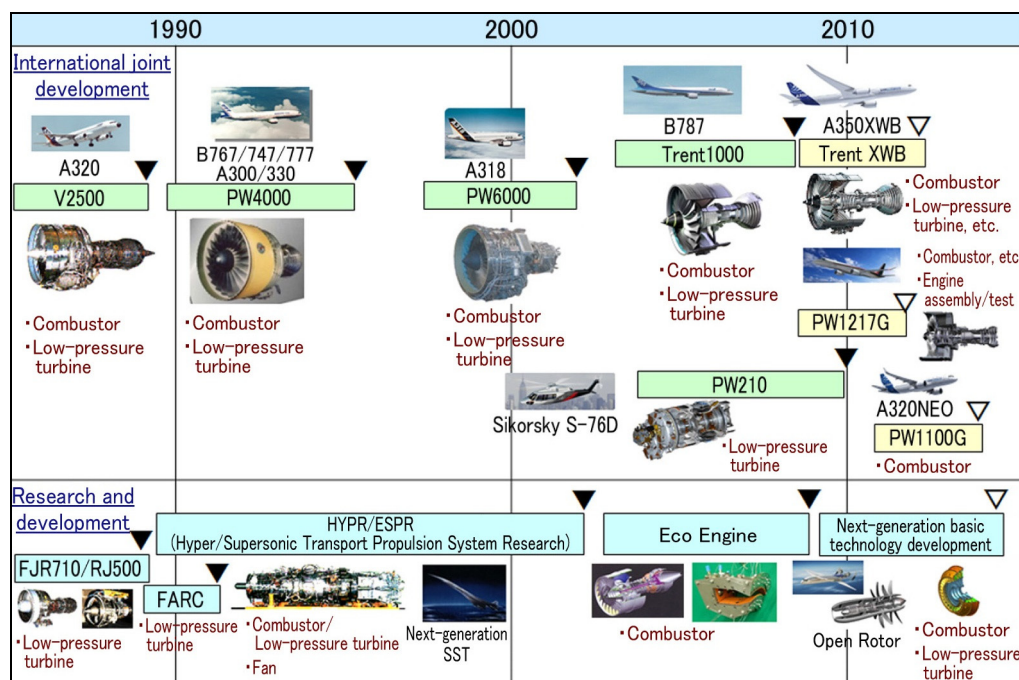 1990
2000
2010
International joint
development
A320
V2500
・Combustor
・Low-pressure
turbine
B767/747/777
A300/330
PW4000
・Combustor
・Low-pressure
turbine
A318
PW6000
・Combustor
・Low-pressure
turbine
B787
Trent1000
・Combustor
・Low-pressure
turbine
A350XWB
Trent XWB
・Combustor
・Low-pressure
turbine, etc.
・Combustor, etc
・Engine
assembly/test
PW1217G
Sikorsky S-76D
PW210
・Low-pressure
turbine
A320NEO
PW1100G
・Combustor
Research and
development
FJR710/RJ500
・Low-pressure
turbine
FARC
・Low-pressure
turbine
HYPR/ESPR
(Hyper/Supersonic Transport Propulsion System Research)
・Combustor/
Low-pressure turbine
・Fan
Next-generation
SST
Eco Engine
・Combustor
Next-generation basic
technology development
Open Rotor
・Combustor
・Low-pressure
turbine